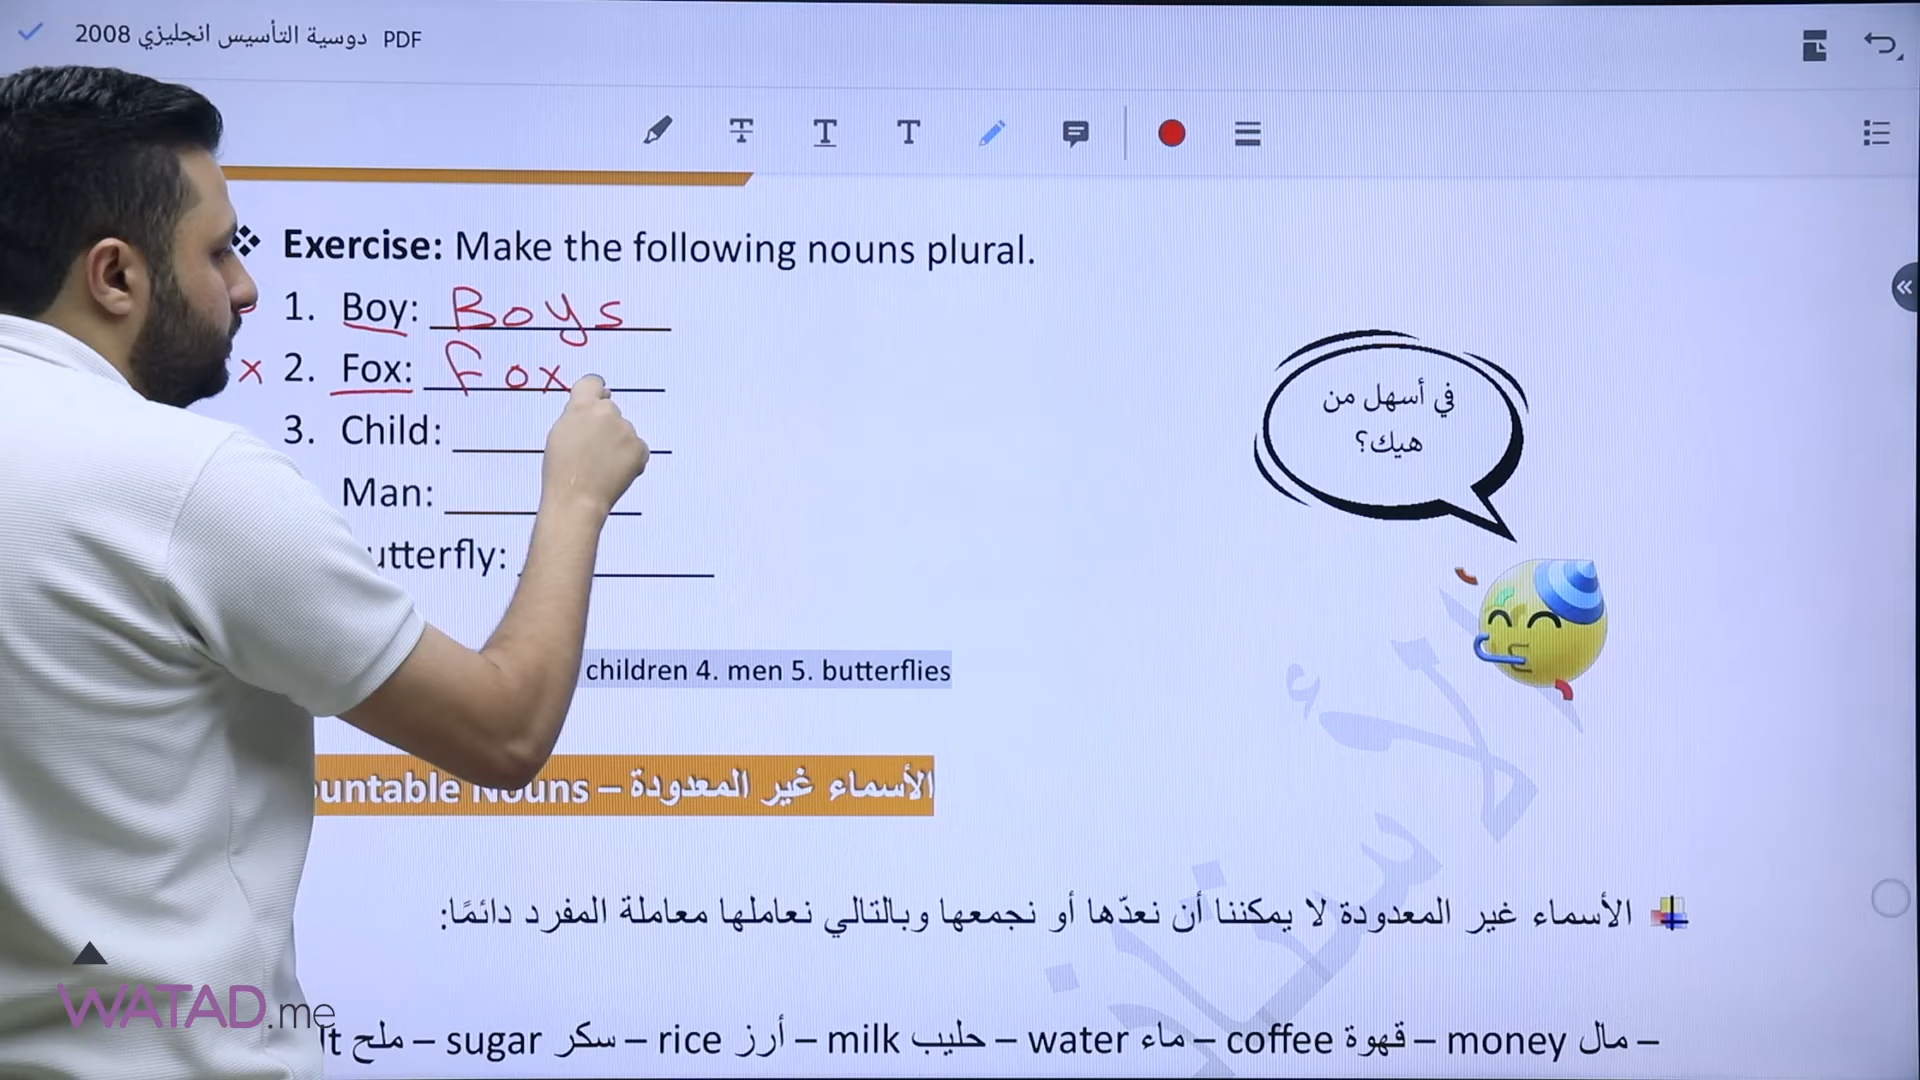 دوسية التأسيس انجليزي 2008 PDF
❖ Exercise: Make the following nouns plural.
1. Boy: Boys
x 2. Fox: Fox
3. Child:
Man:
utterfly:
في أسهل من
هيك؟
children 4. men 5. butterflies
ountable Nouns – الأسماء غير المعدودة
الأسماء غير المعدودة لا يمكننا أن نعدّها أو نجمعها وبالتالي نعاملها معاملة المفرد دائمًا:
– مال money – قهوة coffee – ماء water – حليب milk – أرز rice – سكر sugar – ملح lt
WATAD.me